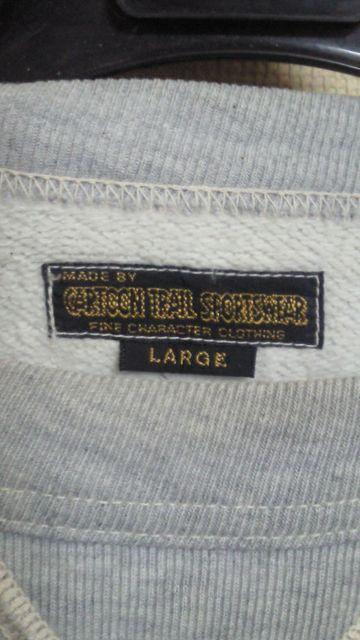 MADE BY
CARTOON TRAIL SPORTSWEAR
FINE CHARACTER CLOTHING
LARGE